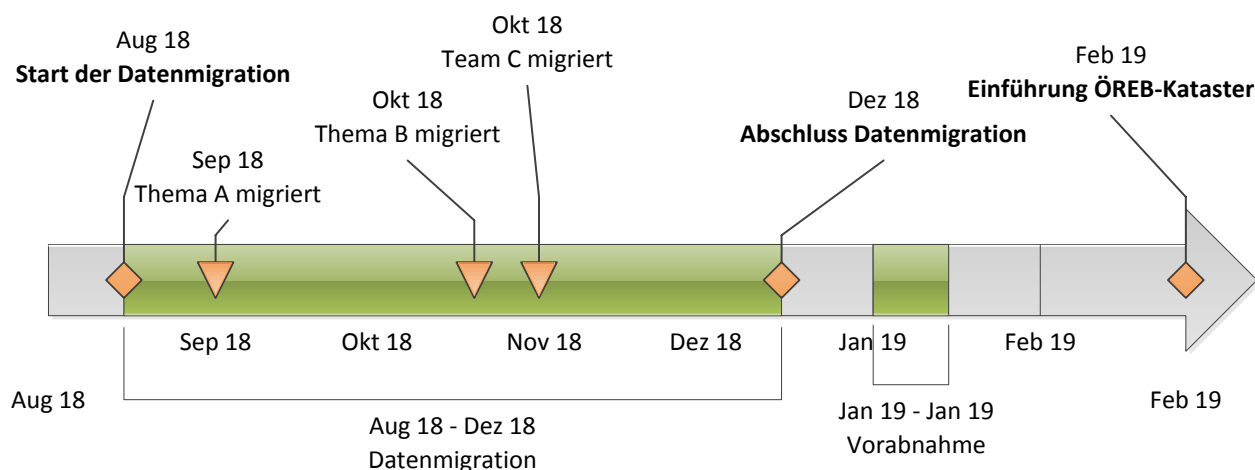 Aug 18
Start der Datenmigration
Sep 18
Thema A migriert
Okt 18
Thema B migriert
Okt 18
Team C migriert
Dez 18
Abschluss Datenmigration
Feb 19
Einführung ÖREB-Kataster
Sep 18
Okt 18
Nov 18
Dez 18
Jan 19
Feb 19
Aug 18
Feb 19
Aug 18 - Dez 18
Datenmigration
Jan 19 - Jan 19
Vorabnahme